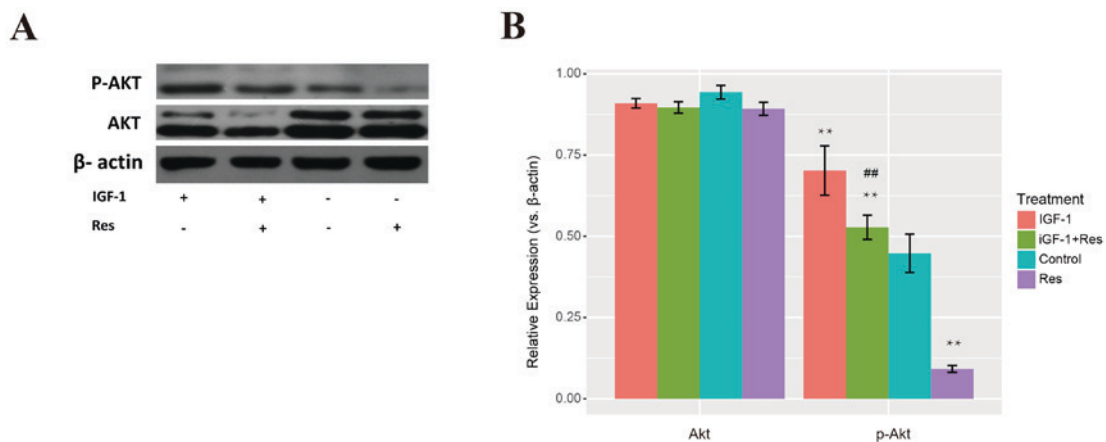 A
P-AKT
AKT
β- actin
IGF-1 + + - -
Res - + - +
B
Relative Expression (vs. β-actin)
1.00
0.75
0.50
0.25
0.00
**
##
**
**
Akt p-Akt
Treatment
IGF-1
iGF-1+Res
Control
Res